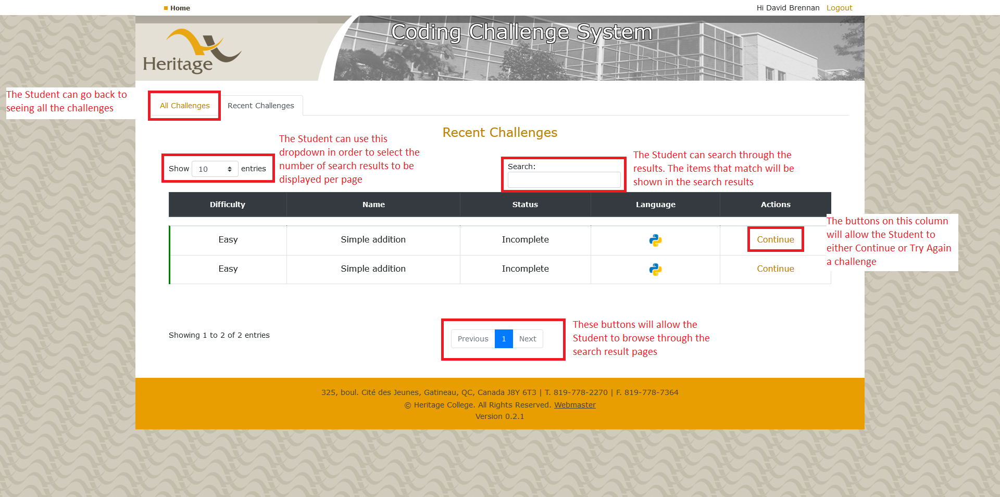 Home
Hi David Brennan Logout
Coding Challenge System
Heritage
The Student can go back to
seeing all the challenges
All Challenges
Recent Challenges
Recent Challenges
The Student can use this
dropdown in order to select the
number of search results to be
displayed per page
Show 10 entries
Search:
The Student can search through the
results. The items that match will be
shown in the search results
Difficulty Name Status Language Actions
Easy Simple addition Incomplete Continue
Easy Simple addition Incomplete Continue
The buttons on this column
will allow the Student to
either Continue or Try Again
a challenge
Showing 1 to 2 of 2 entries
Previous 1 Next
These buttons will allow the
Student to browse through the
search result pages
325, boul. Cité des Jeunes, Gatineau, QC, Canada J8Y 6T3 | T. 819-778-2270 | F. 819-778-7364
© Heritage College. All Rights Reserved. Webmaster
Version 0.2.1